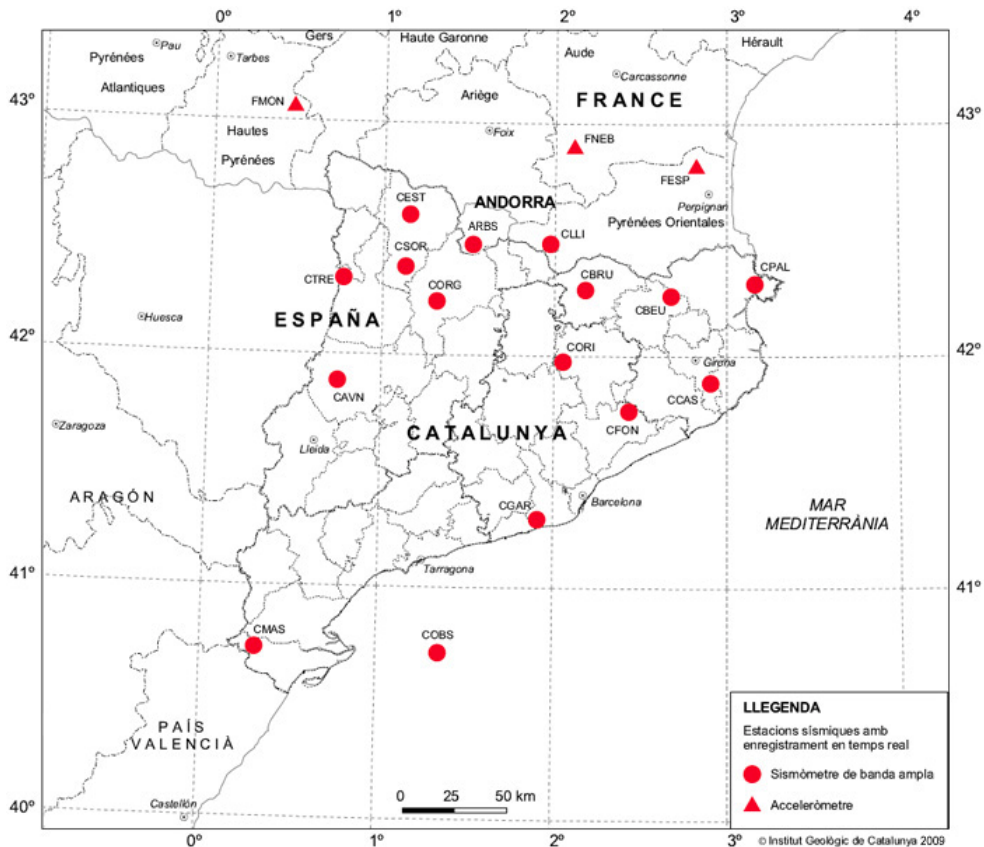 0º 1º 2º 3º 4º
Gers
Haute Garonne
Hérault
Pau
Aude
Pyrénées
Tarbes
Carcassonne
Atlantiques
Ariège
FRANCE
43º
FMON
43º
Hautes
Foix
FNEB
Pyrénées
FESP
CEST
ANDORRA
Perpignan
ARBS
Pyrénées Orientales
CLLI
CSOR
CPAL
CTRE
CORG
CBRU
CBEU
Huesca
ESPAÑA
42º
42º
CORI
Girona
CAVN
CCAS
Zaragoza
CATALUNYA
CFON
Lleida
ARAGÓN
CGAR
Barcelona
MAR
MEDITERRÀNIA
41º
Tarragona
41º
CMAS
COBS
PAÍS
VALENCIÀ
LLEGENDA
Estacions sísmiques amb
enregistrament en temps real
Sismòmetre de banda ampla
Acceleròmetre
40º
Castellón
0 25 50 km
0º 1º 2º 3º
© Institut Geològic de Catalunya 2009